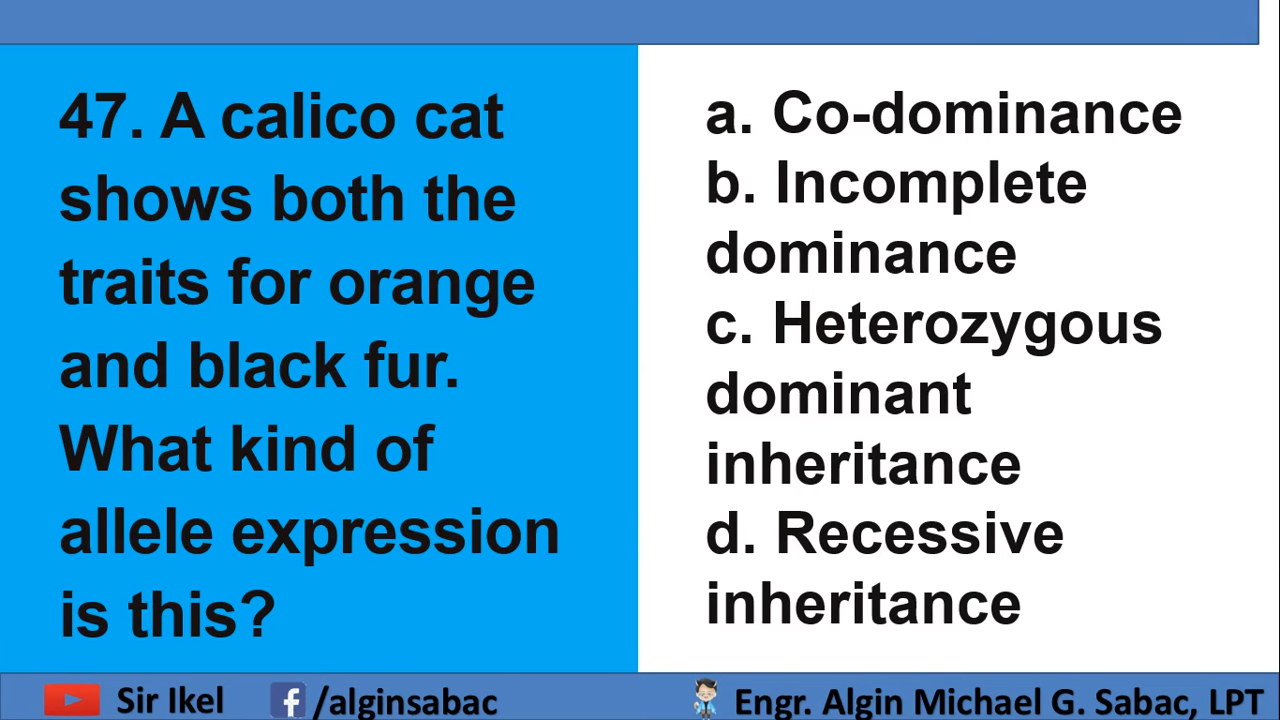 47. A calico cat
shows both the
traits for orange
and black fur.
What kind of
allele expression
is this?
a. Co-dominance
b. Incomplete
dominance
c. Heterozygous
dominant
inheritance
d. Recessive
inheritance
Sir Ikel
/alginsabac
Engr. Algin Michael G. Sabac, LPT